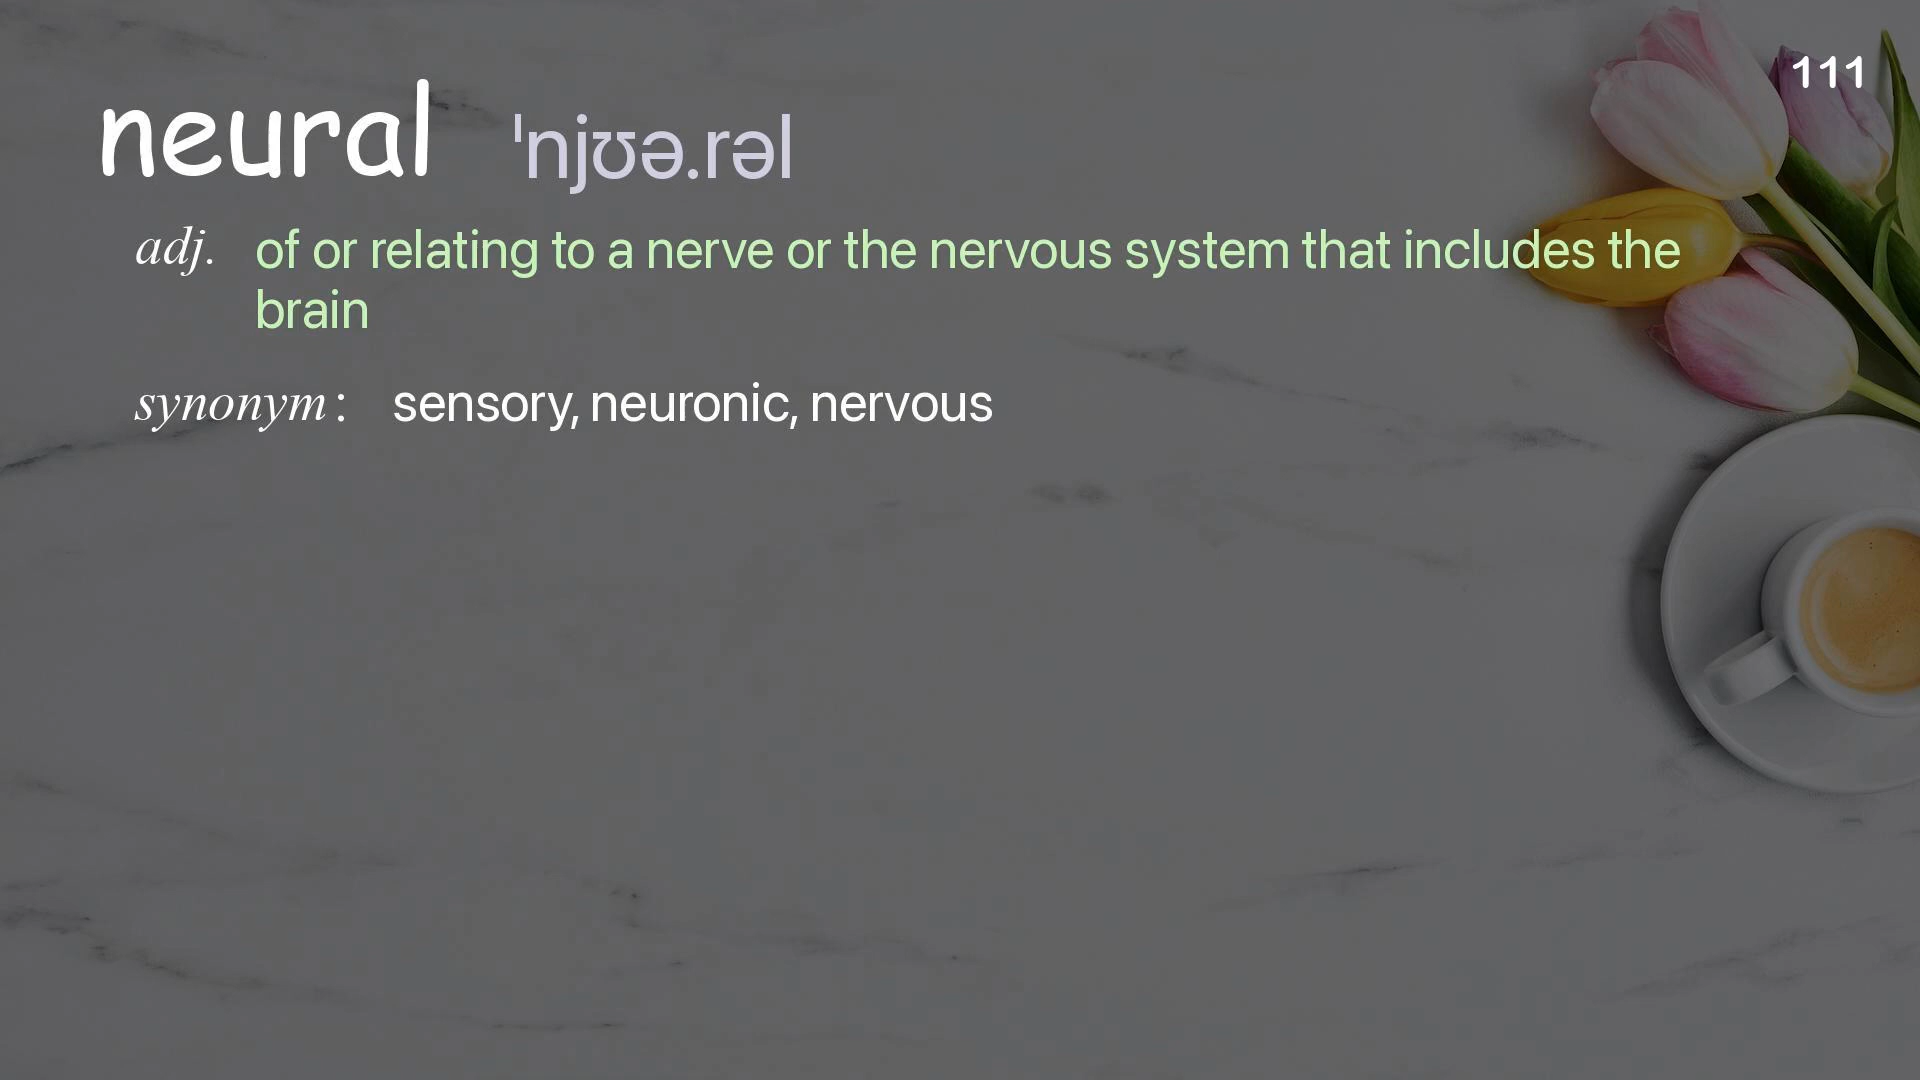 111
neural ˈnjʊə.rəl
adj. of or relating to a nerve or the nervous system that includes the
brain
synonym: sensory, neuronic, nervous